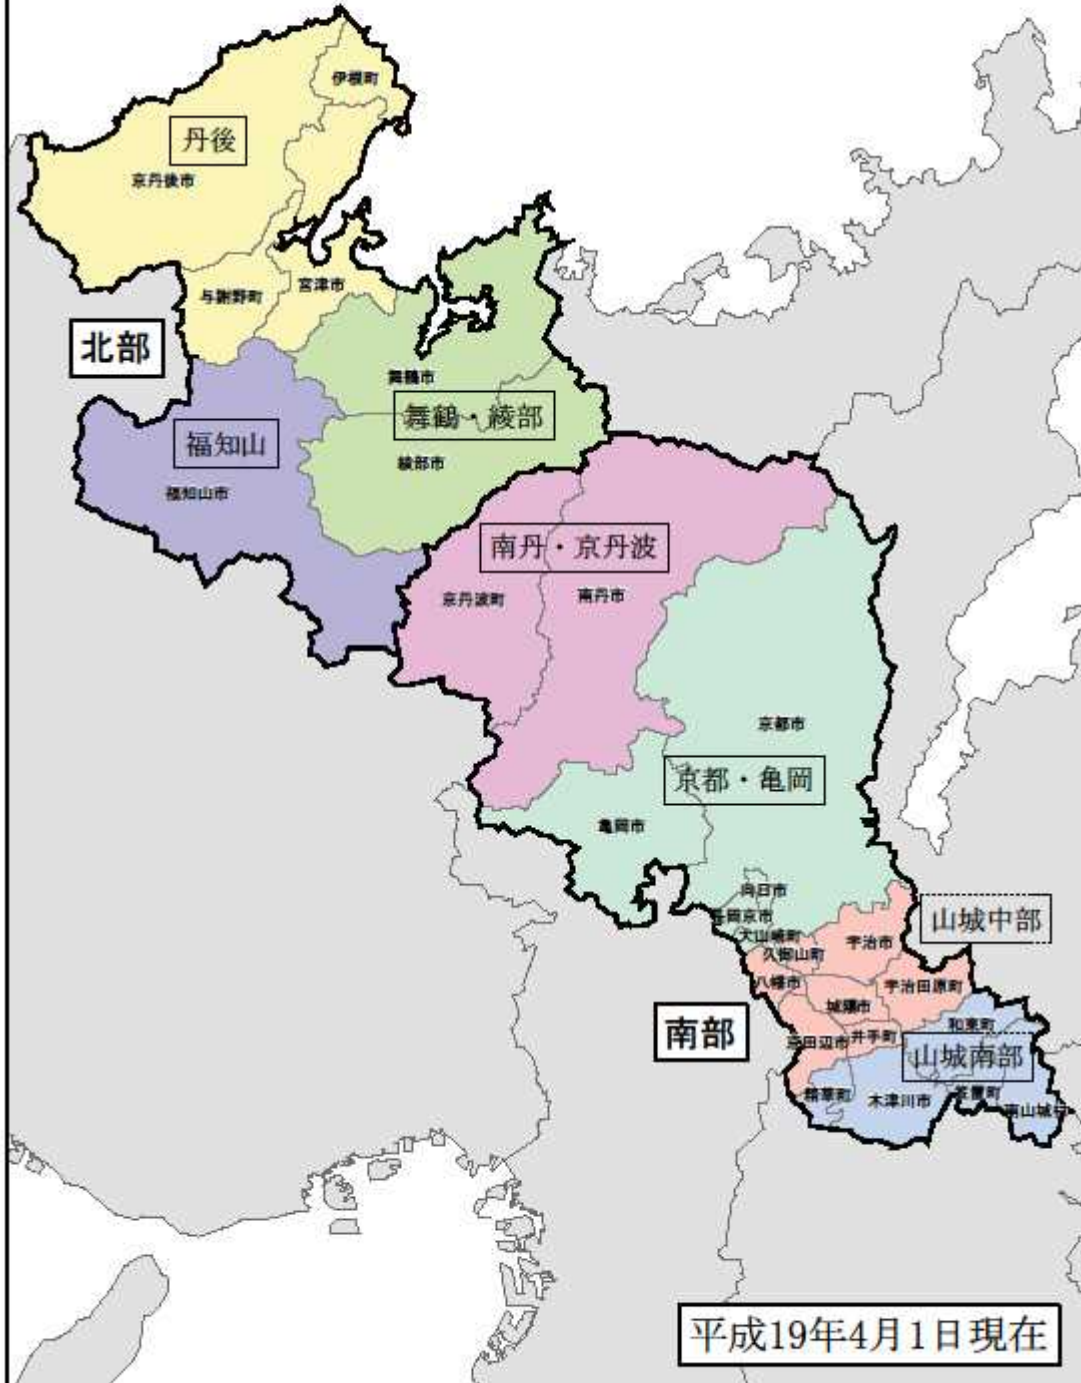 伊根町
丹後
京丹後市
与謝野町
宮津市
北部
舞鶴市
舞鶴・綾部
福知山
綾部市
福知山市
南丹・京丹波
京丹波町
南丹市
京都市
京都・亀岡
亀岡市
向日市
長岡京市
大山崎町
山城中部
宇治市
久御山町
八幡市
宇治田原町
城陽市
和束町
南部
京田辺市
井手町
山城南部
精華町
木津川市
笠置町
南山城村
平成19年4月1日現在